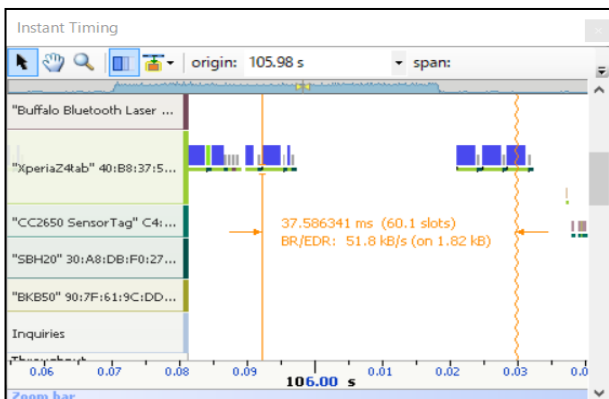 Instant Timing
origin: 105.98 s span:
"Buffalo Bluetooth Laser ...
"XperiaZ4tab" 40:B8:37:5...
"CC2650 SensorTag" C4:...
"SBH20" 30:A8:DB:F0:27...
"BKB50" 90:7F:61:9C:DD...
Inquiries
37.586341 ms (60.1 slots)
BR/EDR: 51.8 kB/s (on 1.82 kB)
0.06 0.07 0.08 0.09 106.00 s 0.01 0.02 0.03 0.0
Zoom bar